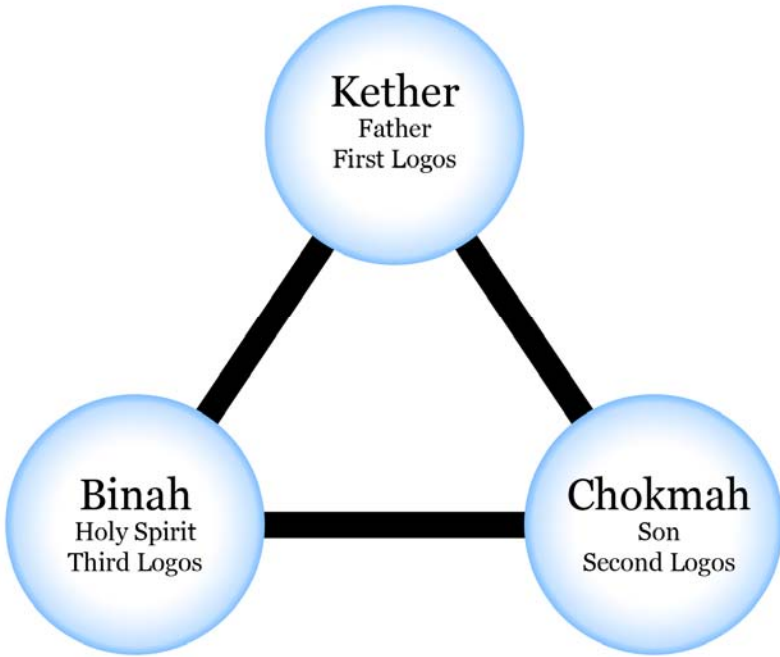 Kether
Father
First Logos
Binah
Holy Spirit
Third Logos
Chokmah
Son
Second Logos